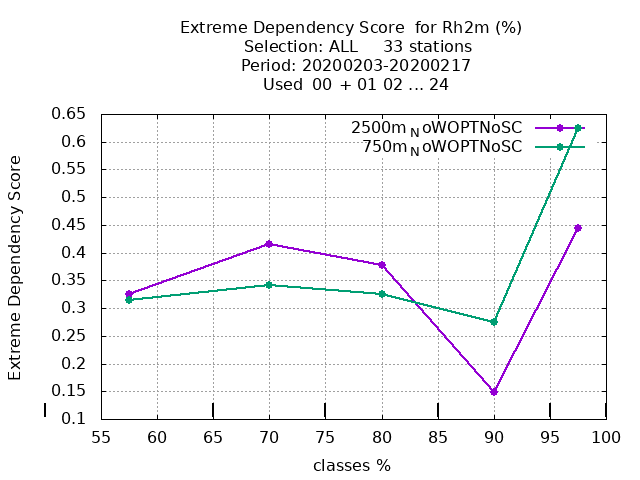 Extreme Dependency Score  for Rh2m (%)
Selection: ALL     33 stations
Period: 20200203-20200217
Used  00 + 01 02 ... 24
2500m_NoWOPTNoSC
750m_NoWOPTNoSC
Extreme Dependency Score
0.65
0.6
0.55
0.5
0.45
0.4
0.35
0.3
0.25
0.2
0.15
0.1
55 60 65 70 75 80 85 90 95 100
classes %